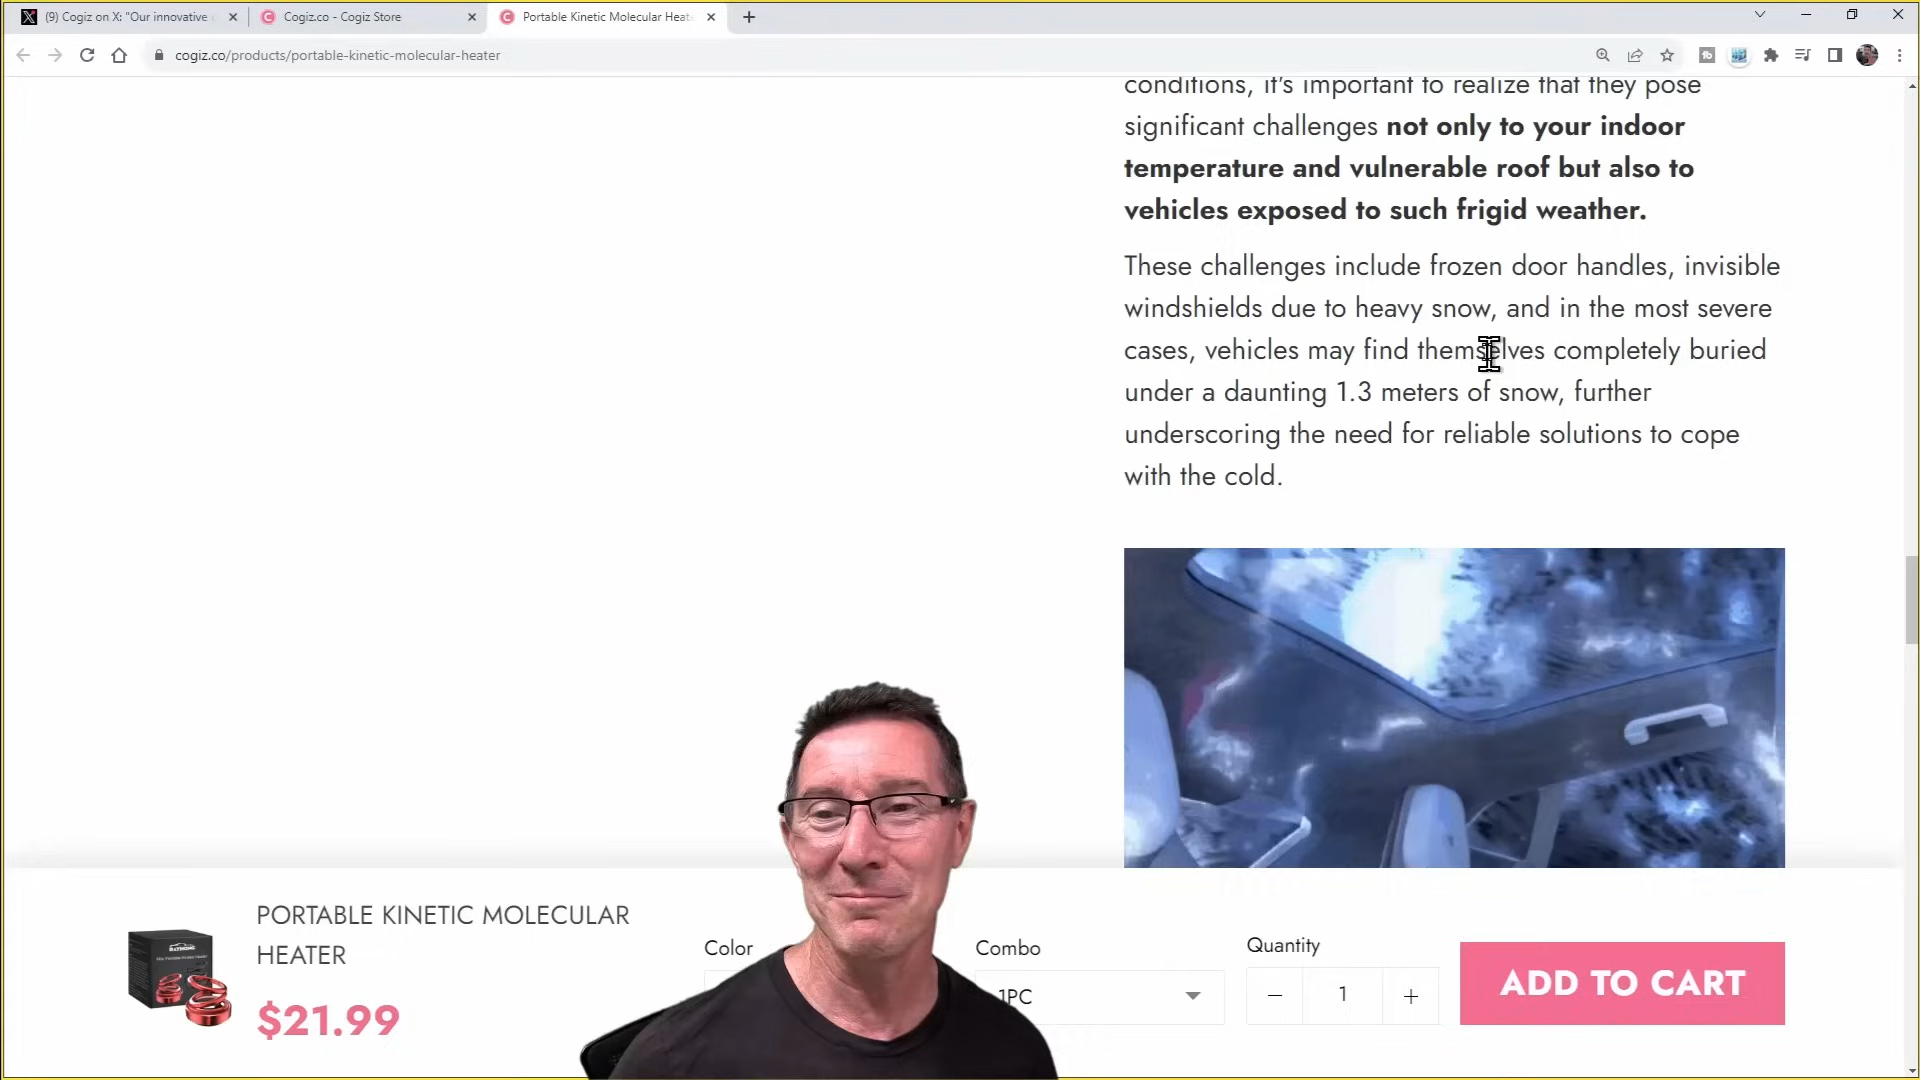 (9) Cogiz on X: "Our innovative
Cogiz.co - Cogiz Store
Portable Kinetic Molecular Heat
cogiz.co/products/portable-kinetic-molecular-heater
conditions, it's important to realize that they pose
significant challenges not only to your indoor
temperature and vulnerable roof but also to
vehicles exposed to such frigid weather.
These challenges include frozen door handles, invisible
windshields due to heavy snow, and in the most severe
cases, vehicles may find themselves completely buried
under a daunting 1.3 meters of snow, further
underscoring the need for reliable solutions to cope
with the cold.
PORTABLE KINETIC MOLECULAR
HEATER
$21.99
Color
Combo
1PC
Quantity
1
ADD TO CART